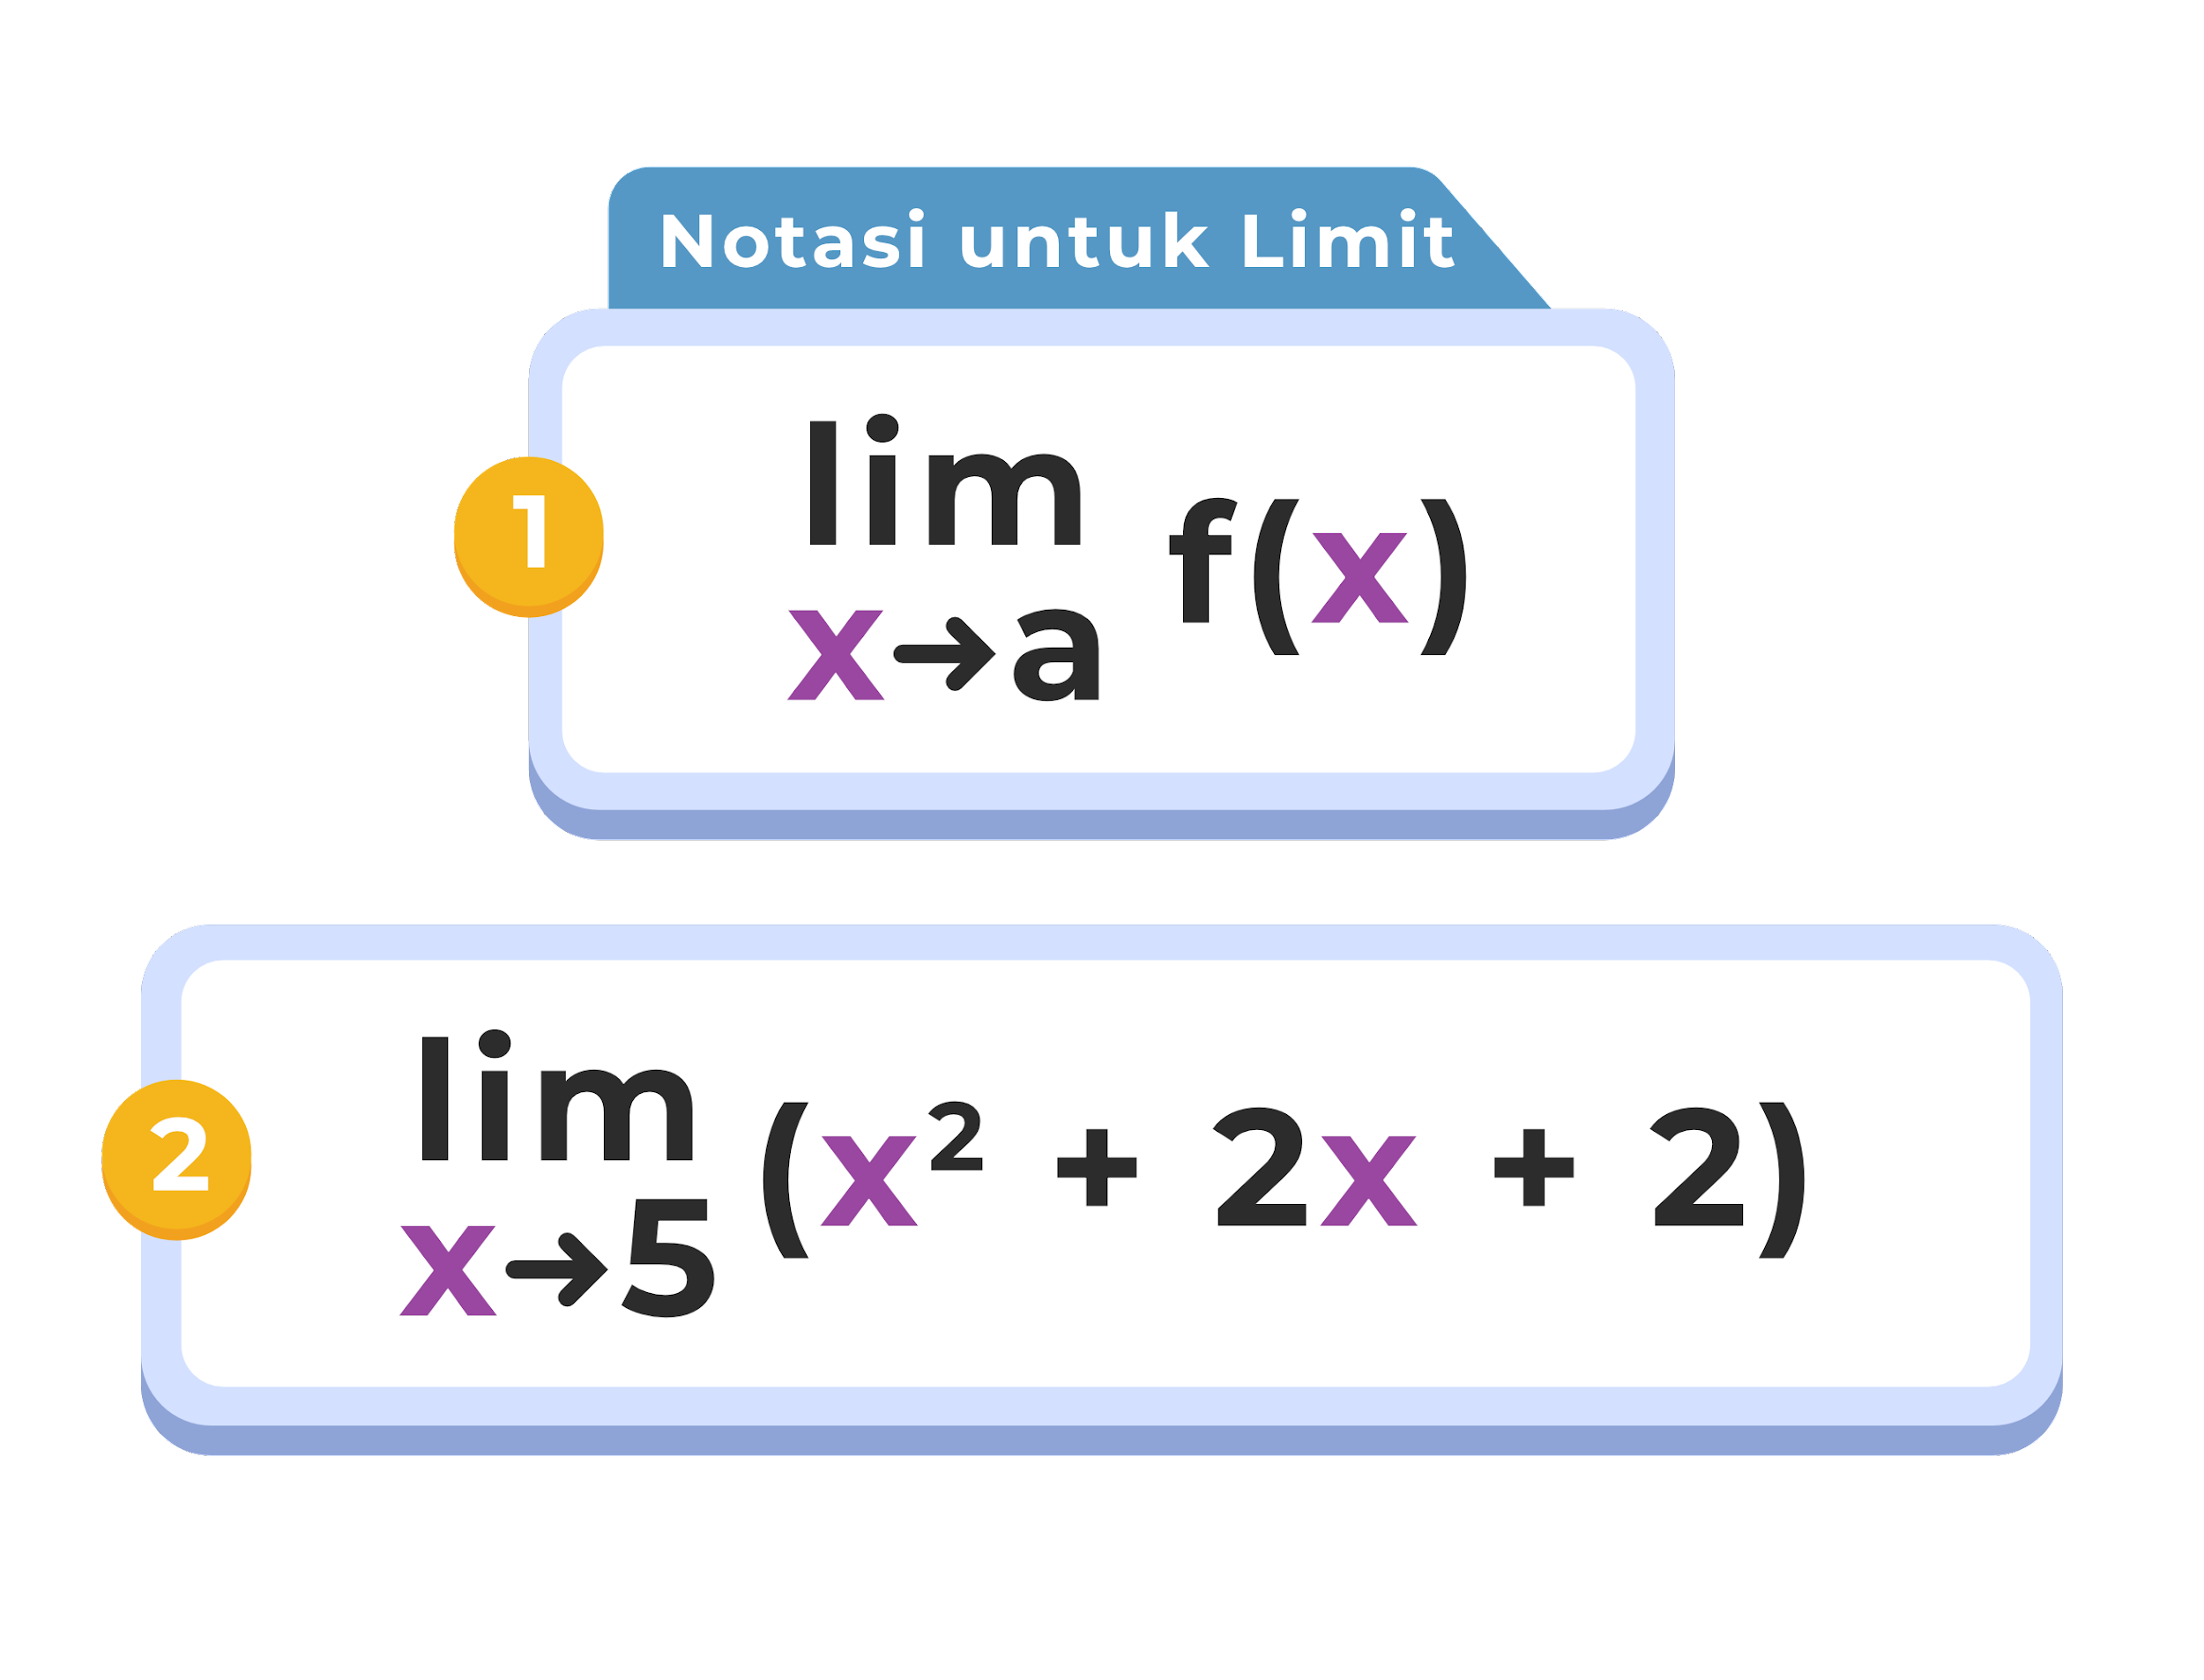 Notasi untuk Limit
1
lim f(x)
x→a
2
lim (x² + 2x + 2)
x→5